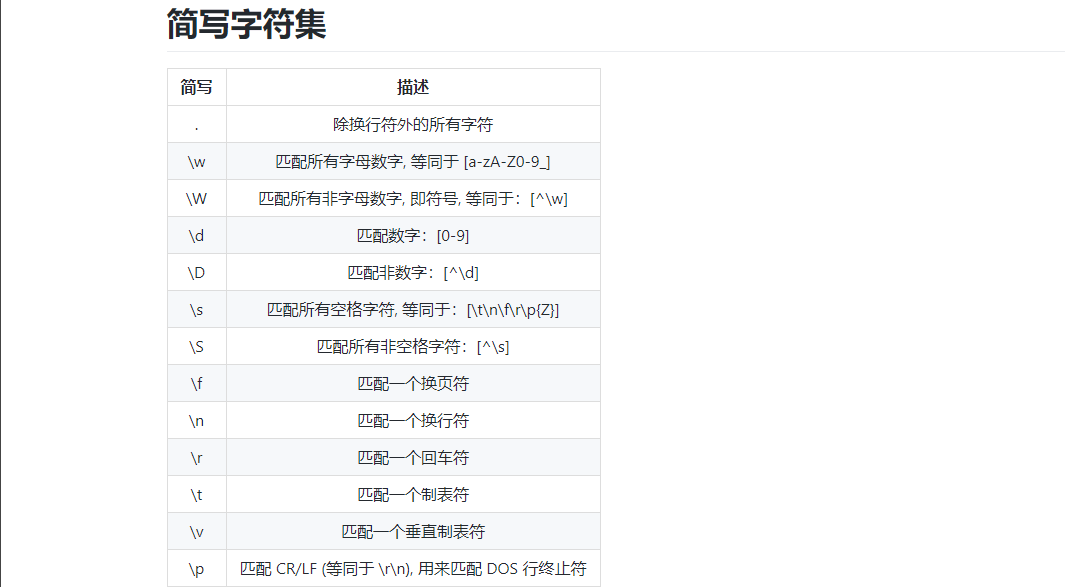 简写字符集
简写 描述
. 除换行符外的所有字符
\w 匹配所有字母数字, 等同于 [a-zA-Z0-9_]
\W 匹配所有非字母数字, 即符号, 等同于：[^\w]
\d 匹配数字：[0-9]
\D 匹配非数字：[^\d]
\s 匹配所有空格字符, 等同于：[\t\n\f\r\p{Z}]
\S 匹配所有非空格字符：[^\s]
\f 匹配一个换页符
\n 匹配一个换行符
\r 匹配一个回车符
\t 匹配一个制表符
\v 匹配一个垂直制表符
\p 匹配 CR/LF (等同于 \r\n), 用来匹配 DOS 行终止符